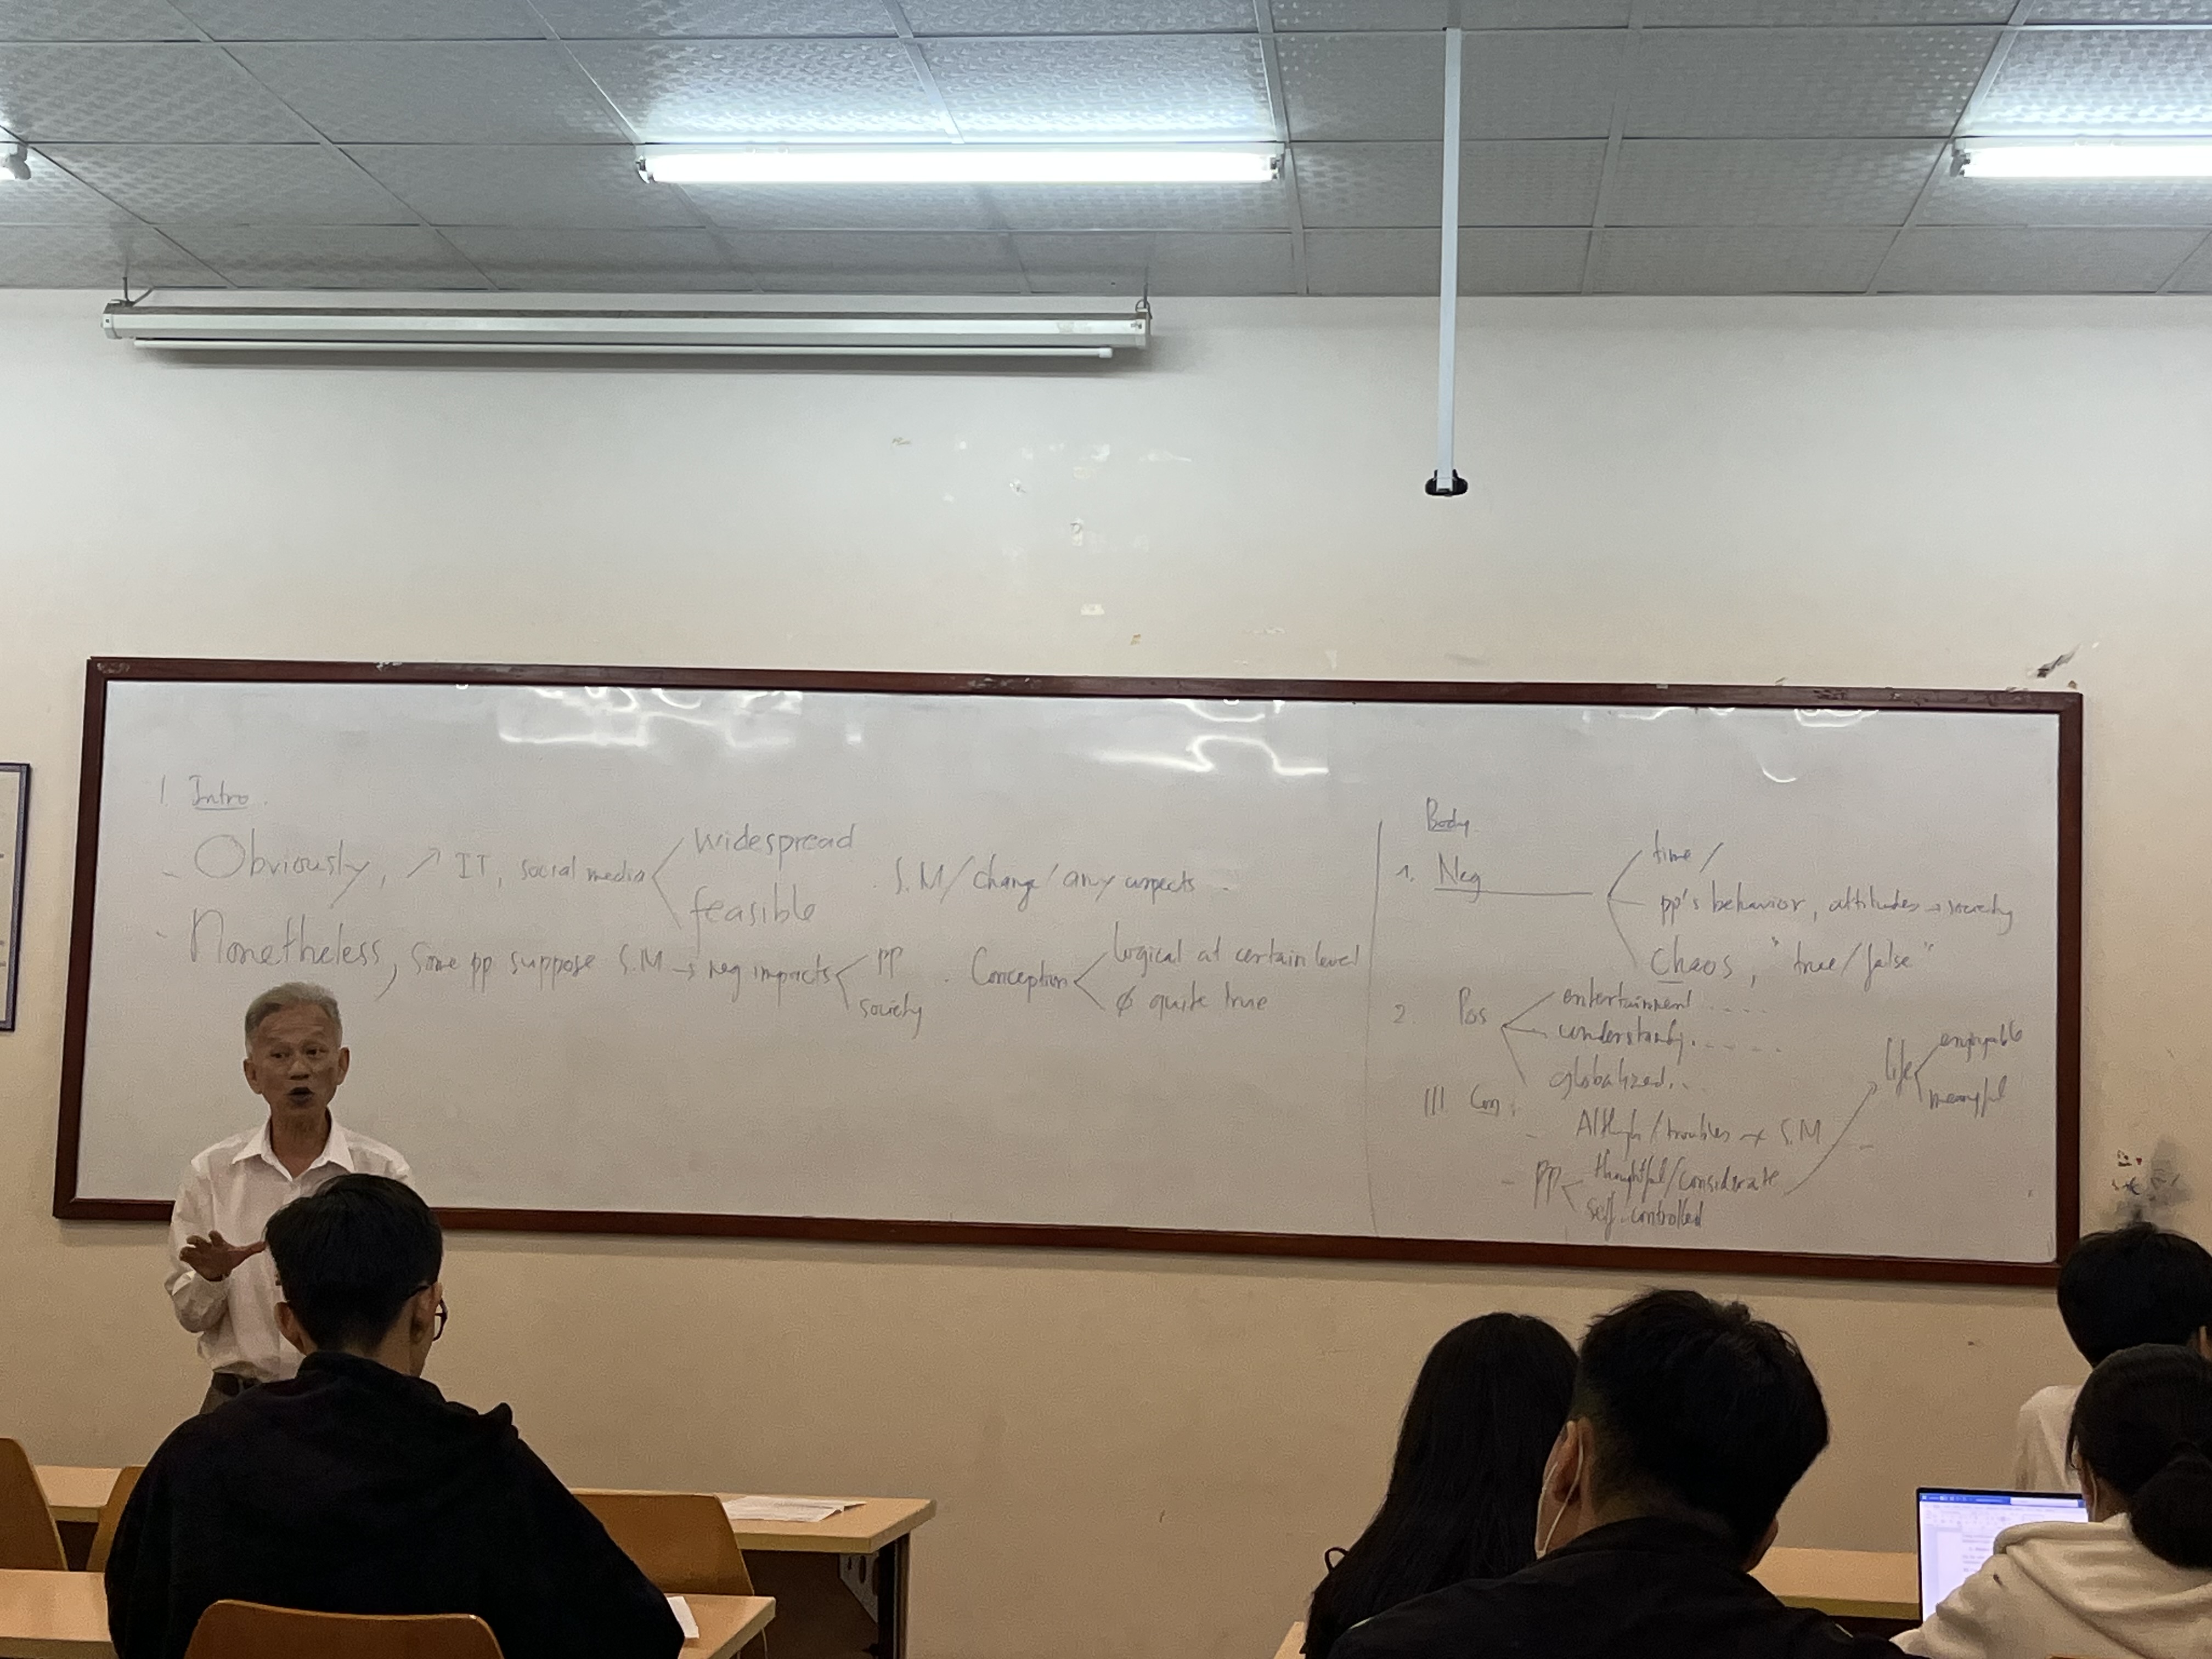 I Intro.
- Obviously, ↗ IT, social media < widespread
feasible
. S.M / change / any aspects .
- Nonetheless, some pp suppose S.M → neg impacts < pp
society
. Conception < logical at certain level
∅ quite true
Body
1. Neg
time /
pp's behavior, attitudes → society
chaos, "true/false"
2. Pos
entertainment ....
understandg. ....
globalized..
III Con.
- Although / troubles → S.M
- pp < thoughtful/considerate
self-controlled
life < enjoyable
meangful